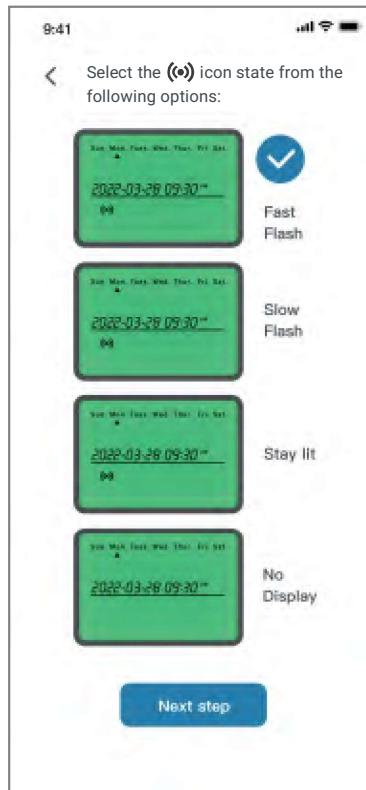 9:41
Select the ((•)) icon state from the
following options:
Sun Mon Tues Wed Thur Fri Sat
2022-03-28 09:30
Fast
Flash
Sun Mon Tues Wed Thur Fri Sat
2022-03-28 09:30
Slow
Flash
Sun Mon Tues Wed Thur Fri Sat
2022-03-28 09:30
Stay lit
Sun Mon Tues Wed Thur Fri Sat
2022-03-28 09:30
No
Display
Next step